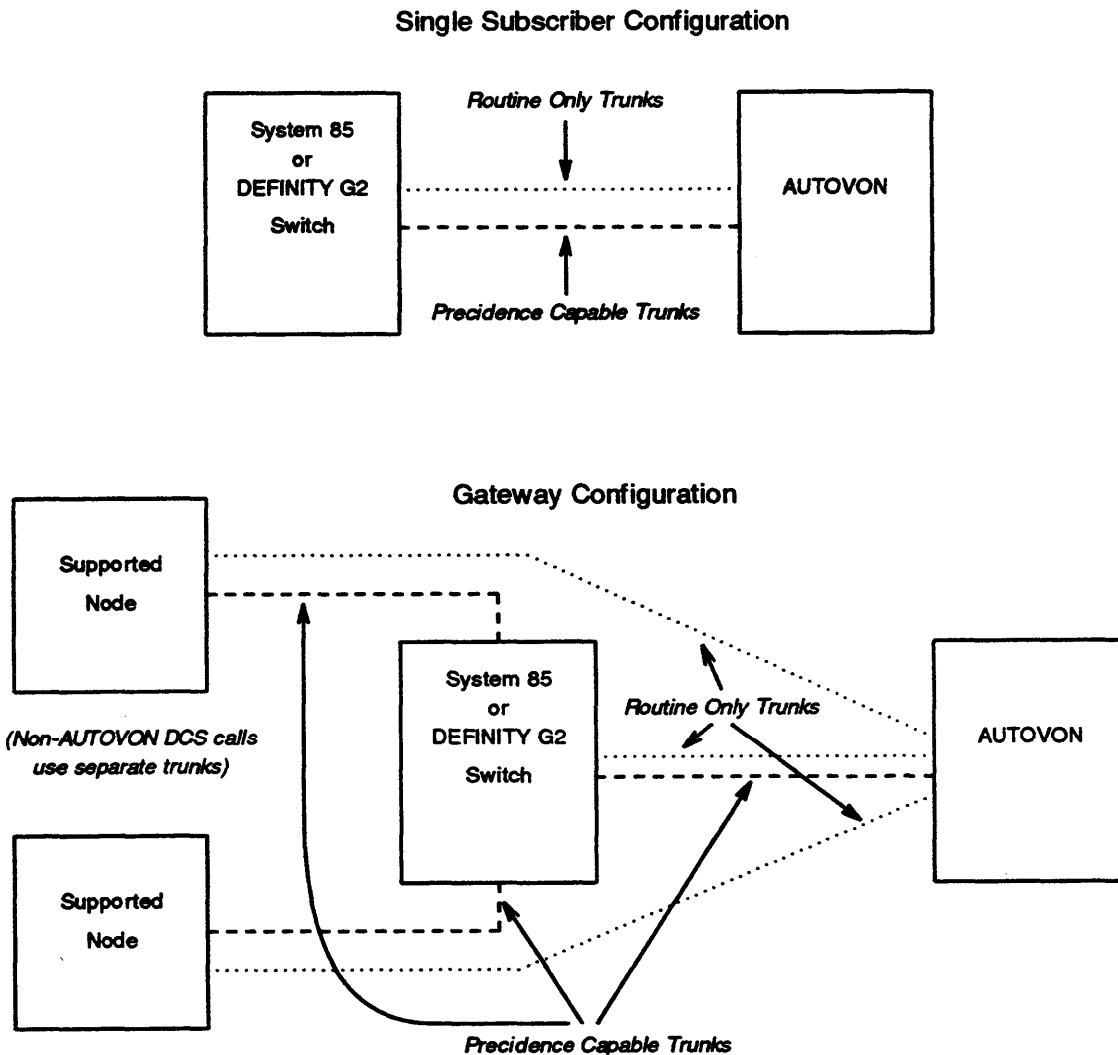 Single Subscriber Configuration
System 85
or
DEFINITY G2
Switch
Routine Only Trunks
AUTOVON
Precidence Capable Trunks
Gateway Configuration
Supported
Node
System 85
or
DEFINITY G2
Switch
Routine Only Trunks
AUTOVON
(Non-AUTOVON DCS calls
use separate trunks)
Supported
Node
Precidence Capable Trunks